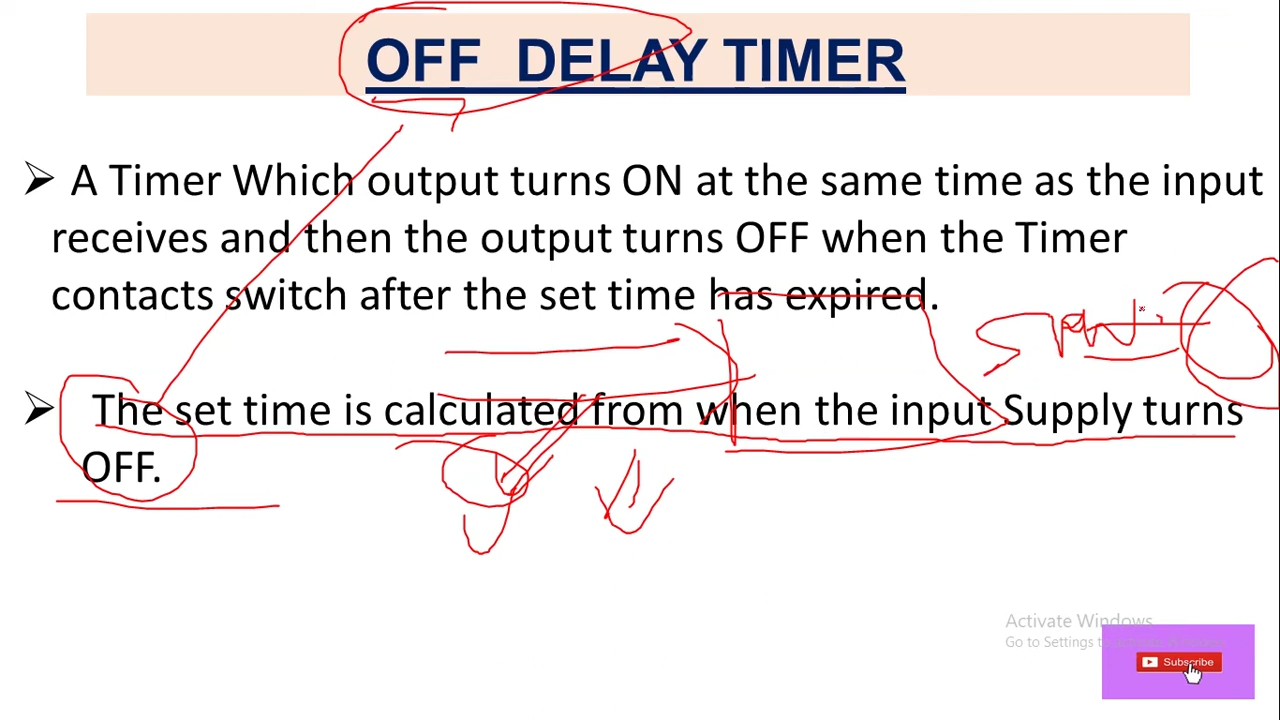 OFF DELAY TIMER
➢ A Timer Which output turns ON at the same time as the input
receives and then the output turns OFF when the Timer
contacts switch after the set time has expired.
➢ The set time is calculated from when the input Supply turns
OFF.
Activate Windows
Subscribe